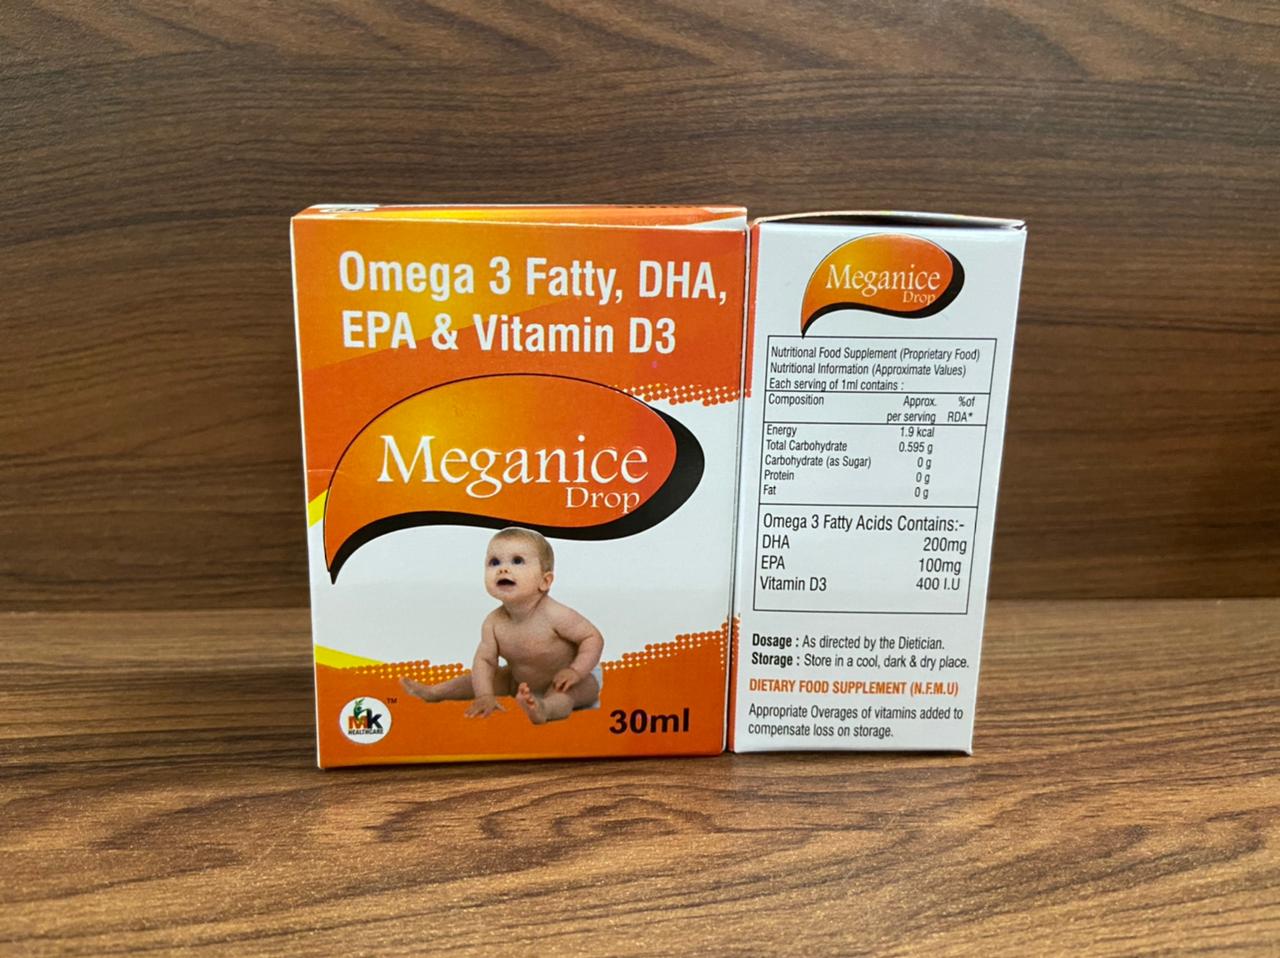 Omega 3 Fatty, DHA,
EPA & Vitamin D3
Meganice
Drop
MK
HEALTHCARE
TM
30ml
Meganice
Drop
Nutritional Food Supplement (Proprietary Food)
Nutritional Information (Approximate Values)
Each serving of 1ml contains :
Composition Approx. %of
per serving RDA*
Energy 1.9 kcal
Total Carbohydrate 0.595 g
Carbohydrate (as Sugar) 0 g
Protein 0 g
Fat 0 g
Omega 3 Fatty Acids Contains:-
DHA 200mg
EPA 100mg
Vitamin D3 400 I.U
Dosage : As directed by the Dietician.
Storage : Store in a cool, dark & dry place.
DIETARY FOOD SUPPLEMENT (N.F.M.U)
Appropriate Overages of vitamins added to
compensate loss on storage.